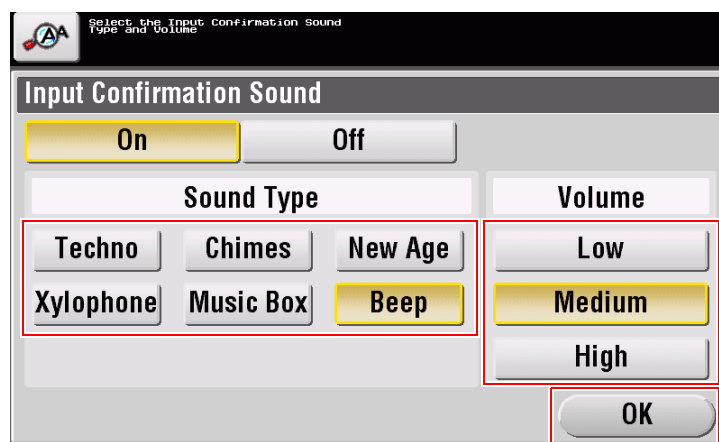 Select the Input Confirmation Sound
Type and Volume
Input Confirmation Sound
On Off
Sound Type Volume
Techno Chimes New Age Low
Xylophone Music Box Beep Medium
High
OK